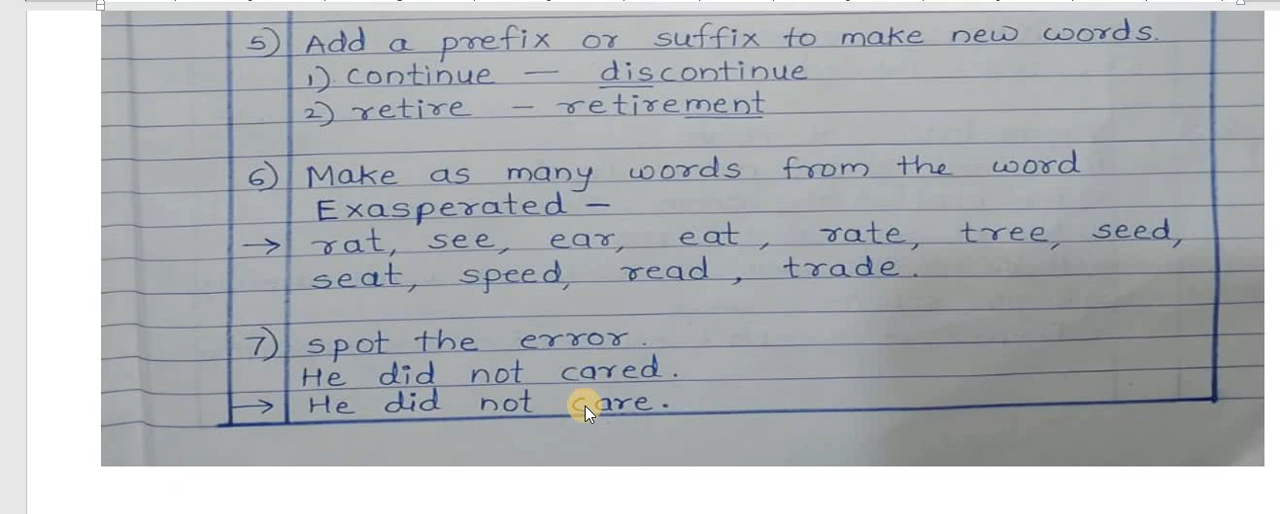 5) Add a prefix or suffix to make new words.
1) continue — discontinue
2) retire – retirement
6) Make as many words from the word
Exasperated –
→ rat, see, ear, eat, rate, tree, seed,
seat, speed, read, trade.
7) spot the error.
He did not cared.
→ He did not care.